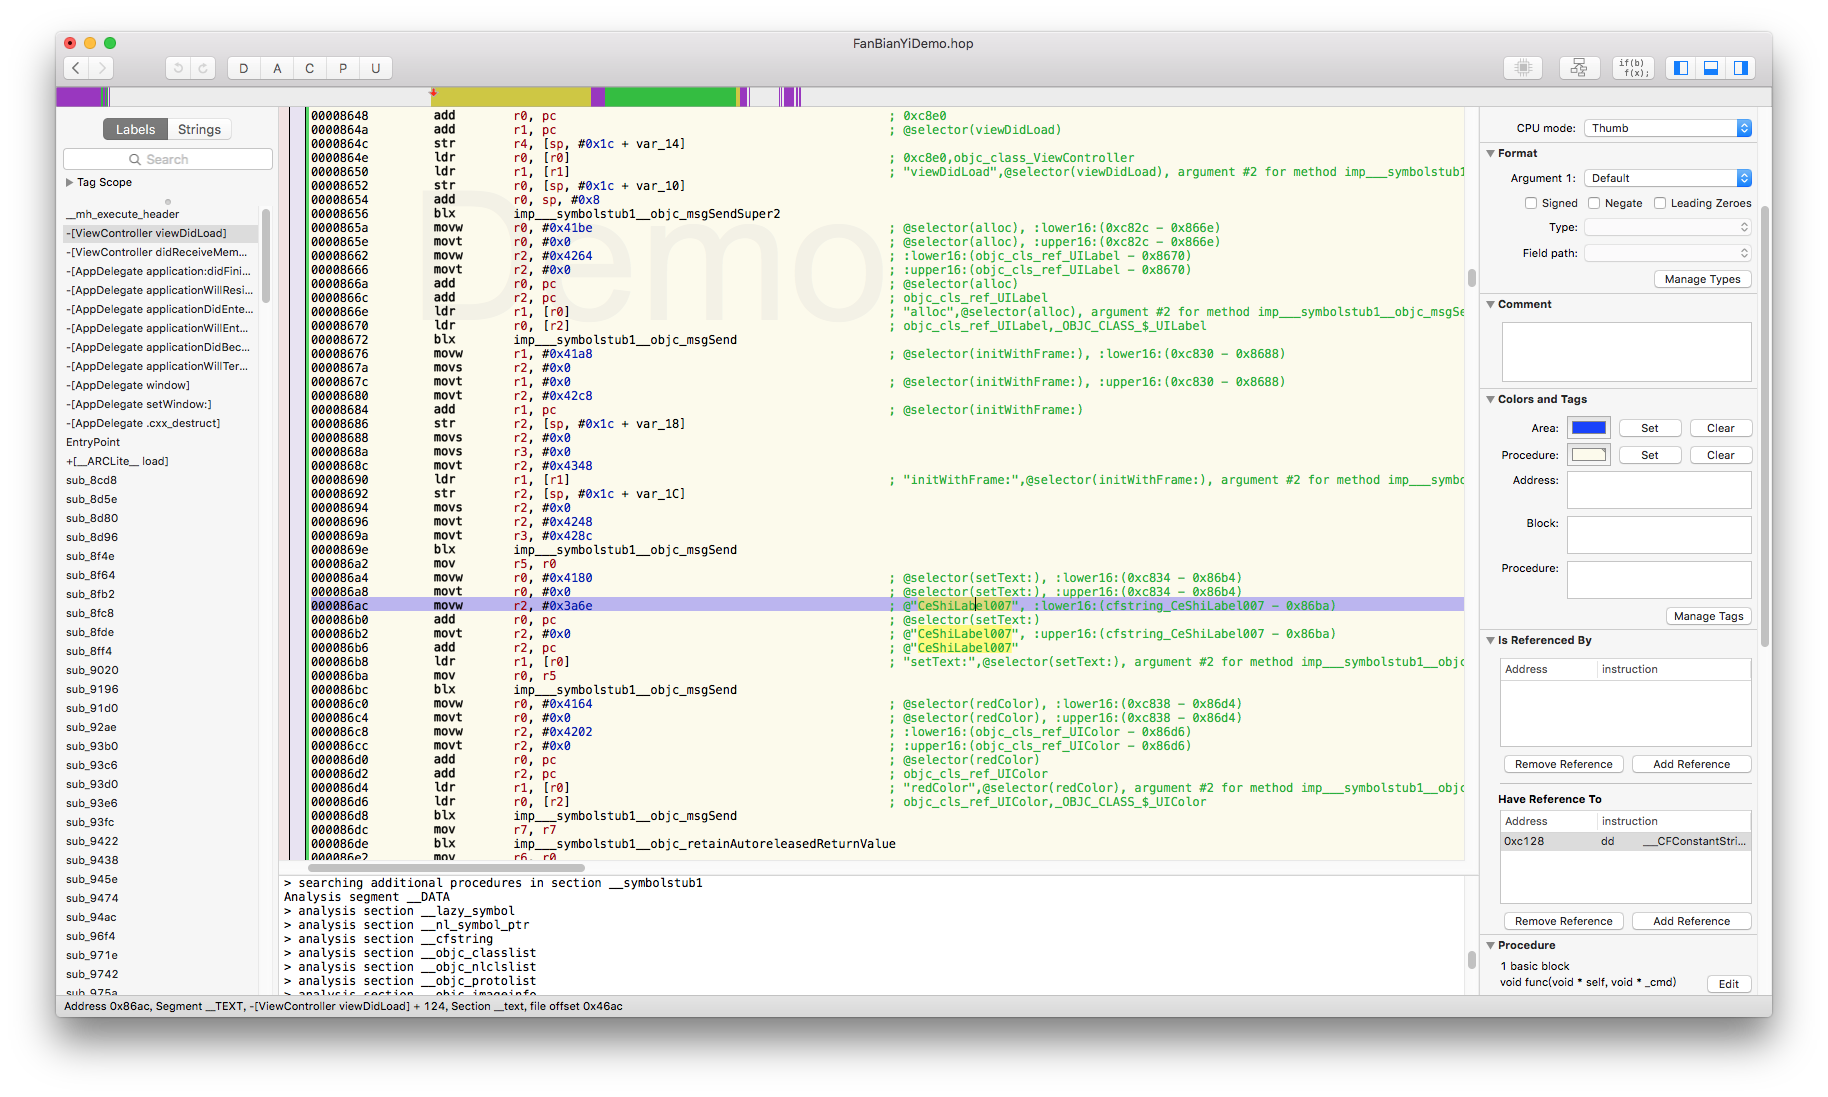 FanBianYiDemo.hop
D A C P U
if(b)
f(x);
Labels Strings
Search
Tag Scope
__mh_execute_header
-[ViewController viewDidLoad]
-[ViewController didReceiveMem...
-[AppDelegate application:didFini...
-[AppDelegate applicationWillResi...
-[AppDelegate applicationDidEnte...
-[AppDelegate applicationWillEnt...
-[AppDelegate applicationDidBec...
-[AppDelegate applicationWillTer...
-[AppDelegate window]
-[AppDelegate setWindow:]
-[AppDelegate .cxx_destruct]
EntryPoint
+[__ARCLite__ load]
sub_8cd8
sub_8d5e
sub_8d80
sub_8d96
sub_8f4e
sub_8f64
sub_8fb2
sub_8fc8
sub_8fde
sub_8ff4
sub_9020
sub_9196
sub_91d0
sub_92ae
sub_93b0
sub_93c6
sub_93d0
sub_93e6
sub_93fc
sub_9422
sub_9438
sub_945e
sub_9474
sub_94ac
sub_96f4
sub_971e
sub_9742
sub_975a
Demo
00008648 add r0, pc ; 0xc8e0
0000864a add r1, pc ; @selector(viewDidLoad)
0000864c str r4, [sp, #0x1c + var_14]
0000864e ldr r0, [r0] ; 0xc8e0,objc_class_ViewController
00008650 ldr r1, [r1] ; "viewDidLoad",@selector(viewDidLoad), argument #2 for method imp___symbolstub1
00008652 str r0, [sp, #0x1c + var_10]
00008654 add r0, sp, #0x8
00008656 blx imp___symbolstub1__objc_msgSendSuper2
0000865a movw r0, #0x41be ; @selector(alloc), :lower16:(0xc82c - 0x866e)
0000865e movt r0, #0x0 ; @selector(alloc), :upper16:(0xc82c - 0x866e)
00008662 movw r2, #0x4264 ; :lower16:(objc_cls_ref_UILabel - 0x8670)
00008666 movt r2, #0x0 ; :upper16:(objc_cls_ref_UILabel - 0x8670)
0000866a add r0, pc ; @selector(alloc)
0000866c add r2, pc ; objc_cls_ref_UILabel
0000866e ldr r1, [r0] ; "alloc",@selector(alloc), argument #2 for method imp___symbolstub1__objc_msgSe
00008670 ldr r0, [r2] ; objc_cls_ref_UILabel,_OBJC_CLASS_$_UILabel
00008672 blx imp___symbolstub1__objc_msgSend
00008676 movw r1, #0x41a8 ; @selector(initWithFrame:), :lower16:(0xc830 - 0x8688)
0000867a movs r2, #0x0
0000867c movt r1, #0x0 ; @selector(initWithFrame:), :upper16:(0xc830 - 0x8688)
00008680 movt r2, #0x42c8
00008684 add r1, pc ; @selector(initWithFrame:)
00008686 str r2, [sp, #0x1c + var_18]
00008688 movs r2, #0x0
0000868a movs r3, #0x0
0000868c movt r2, #0x4348
00008690 ldr r1, [r1] ; "initWithFrame:",@selector(initWithFrame:), argument #2 for method imp___symbo
00008692 str r2, [sp, #0x1c + var_1C]
00008694 movs r2, #0x0
00008696 movt r2, #0x4248
0000869a movt r3, #0x428c
0000869e blx imp___symbolstub1__objc_msgSend
000086a2 mov r5, r0
000086a4 movw r0, #0x4180 ; @selector(setText:), :lower16:(0xc834 - 0x86b4)
000086a8 movt r0, #0x0 ; @selector(setText:), :upper16:(0xc834 - 0x86b4)
000086ac movw r2, #0x3a6e ; @"CeShiLabel007", :lower16:(cfstring_CeShiLabel007 - 0x86ba)
000086b0 add r0, pc ; @selector(setText:)
000086b2 movt r2, #0x0 ; @"CeShiLabel007", :upper16:(cfstring_CeShiLabel007 - 0x86ba)
000086b6 add r2, pc ; @"CeShiLabel007"
000086b8 ldr r1, [r0] ; "setText:",@selector(setText:), argument #2 for method imp___symbolstub1__objc
000086ba mov r0, r5
000086bc blx imp___symbolstub1__objc_msgSend
000086c0 movw r0, #0x4164 ; @selector(redColor), :lower16:(0xc838 - 0x86d4)
000086c4 movt r0, #0x0 ; @selector(redColor), :upper16:(0xc838 - 0x86d4)
000086c8 movw r2, #0x4202 ; :lower16:(objc_cls_ref_UIColor - 0x86d6)
000086cc movt r2, #0x0 ; :upper16:(objc_cls_ref_UIColor - 0x86d6)
000086d0 add r0, pc ; @selector(redColor)
000086d2 add r2, pc ; objc_cls_ref_UIColor
000086d4 ldr r1, [r0] ; "redColor",@selector(redColor), argument #2 for method imp___symbolstub1__objc
000086d6 ldr r0, [r2] ; objc_cls_ref_UIColor,_OBJC_CLASS_$_UIColor
000086d8 blx imp___symbolstub1__objc_msgSend
000086dc mov r7, r7
000086de blx imp___symbolstub1__objc_retainAutoreleasedReturnValue
000086e2 mov r6, r0
> searching additional procedures in section __symbolstub1
Analysis segment __DATA
> analysis section __lazy_symbol
> analysis section __nl_symbol_ptr
> analysis section __cfstring
> analysis section __objc_classlist
> analysis section __objc_nlclslist
> analysis section __objc_protolist
> analysis section __objc_imageinfo
CPU mode: Thumb
Format
Argument 1: Default
Signed Negate Leading Zeroes
Type:
Field path:
Manage Types
Comment
Colors and Tags
Area: Set Clear
Procedure: Set Clear
Address:
Block:
Procedure:
Manage Tags
Is Referenced By
Address instruction
Remove Reference Add Reference
Have Reference To
Address instruction
0xc128 dd ___CFConstantStri...
Remove Reference Add Reference
Procedure
1 basic block
void func(void * self, void * _cmd) Edit
Address 0x86ac, Segment __TEXT, -[ViewController viewDidLoad] + 124, Section __text, file offset 0x46ac